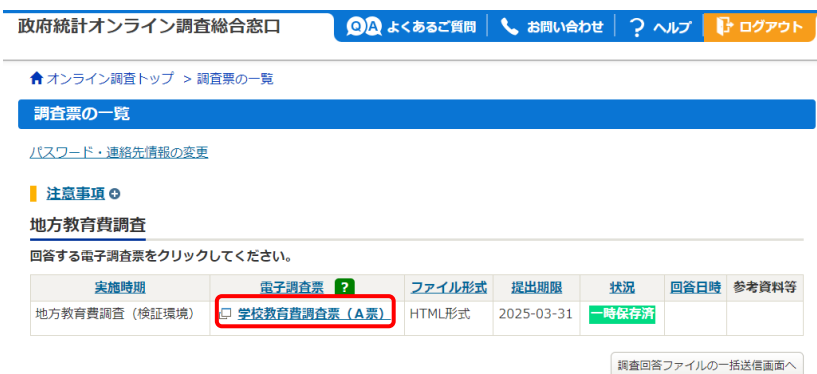 政府統計オンライン調査総合窓口
Q A よくあるご質問
お問い合わせ
? ヘルプ
ログアウト
オンライン調査トップ > 調査票の一覧
調査票の一覧
パスワード・連絡先情報の変更
注意事項
地方教育費調査
回答する電子調査票をクリックしてください。
実施時期 電子調査票 ? ファイル形式 提出期限 状況 回答日時 参考資料等
地方教育費調査（検証環境） 学校教育費調査票（A票） HTML形式 2025-03-31 一時保存済
調査回答ファイルの一括送信画面へ